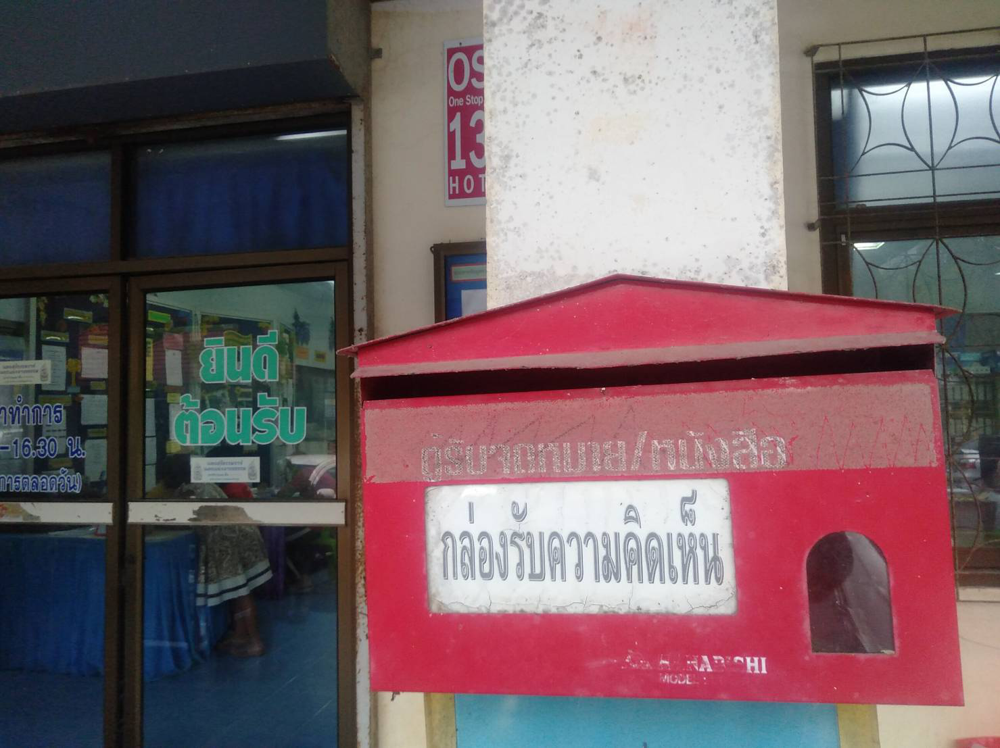 OS
One Stop
13
HOT
ยินดี
ต้อนรับ
าทำการ
-16.30 น.
การตลอดวัน)
ตู้รับจดหมาย/หนังสือ
กล่องรับความคิดเห็น
HANABISHI
MODEL :